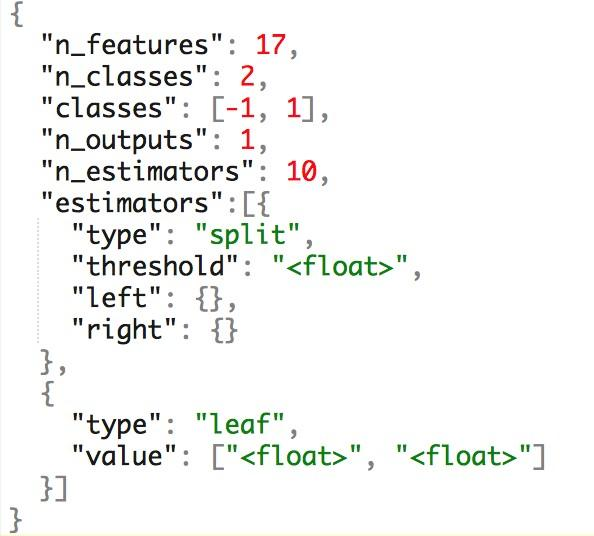 {
  "n_features": 17,
  "n_classes": 2,
  "classes": [-1, 1],
  "n_outputs": 1,
  "n_estimators": 10,
  "estimators":[{
    "type": "split",
    "threshold": "<float>",
    "left": {},
    "right": {}
  },
  {
    "type": "leaf",
    "value": ["<float>", "<float>"]
  }]
}